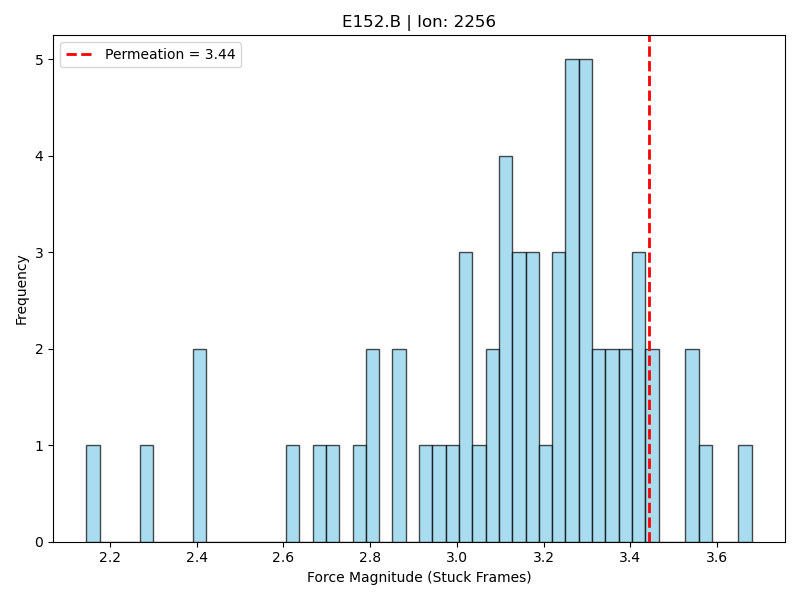 E152.B | Ion: 2256
Permeation = 3.44
Frequency
5
4
3
2
1
0
2.2 2.4 2.6 2.8 3.0 3.2 3.4 3.6
Force Magnitude (Stuck Frames)